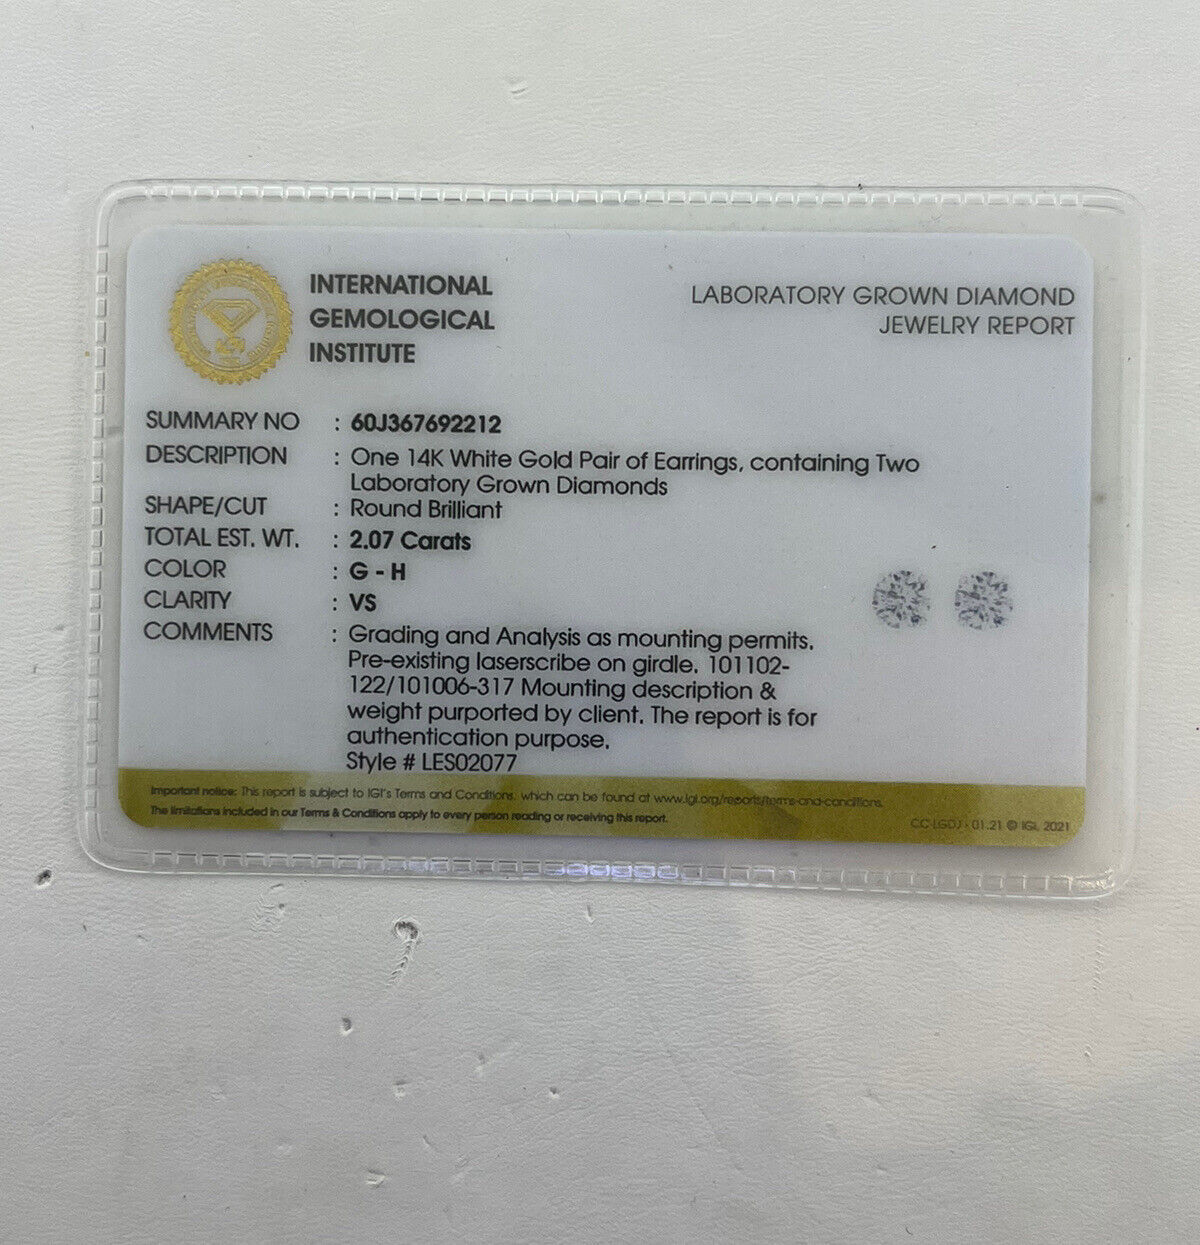 INTERNATIONAL
GEMOLOGICAL
INSTITUTE
LABORATORY GROWN DIAMOND
JEWELRY REPORT
SUMMARY NO : 60J367692212
DESCRIPTION : One 14K White Gold Pair of Earrings, containing Two
Laboratory Grown Diamonds
SHAPE/CUT : Round Brilliant
TOTAL EST. WT. : 2.07 Carats
COLOR : G - H
CLARITY : VS
COMMENTS : Grading and Analysis as mounting permits.
Pre-existing laserscribe on girdle. 101102-
122/101006-317 Mounting description &
weight purported by client. The report is for
authentication purpose.
Style # LES02077
Important notice: This report is subject to IGI's Terms and Conditions, which can be found at www.igi.org/reports/terms-and-conditions.
The limitations included in our Terms & Conditions apply to every person reading or receiving this report.
CC-LGDJ - 01.21 © IGI, 2021